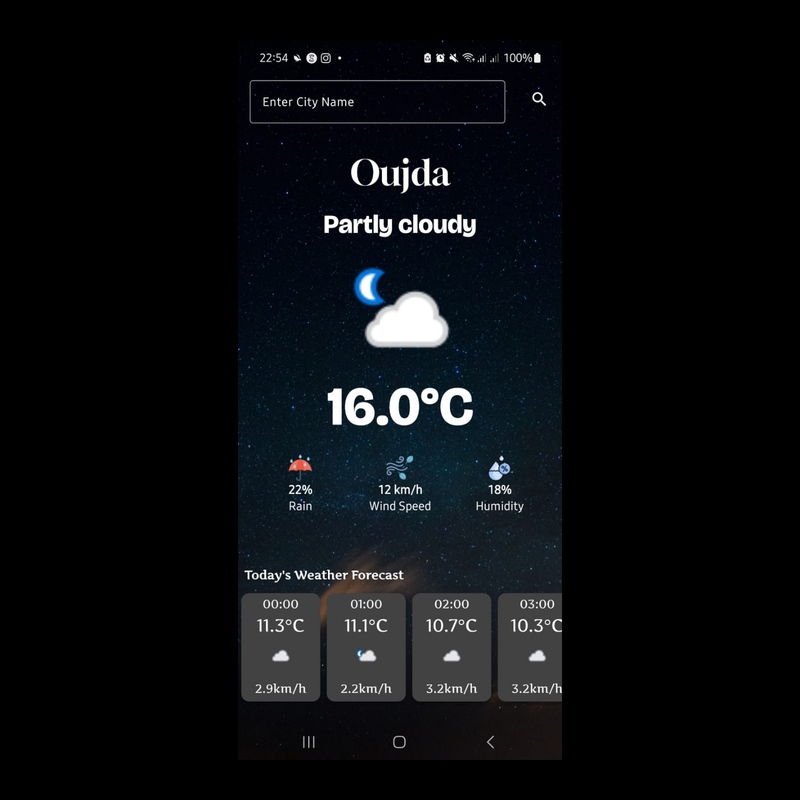 22:54 100%
Enter City Name
Oujda
Partly cloudy
16.0°C
22% 12 km/h 18%
Rain Wind Speed Humidity
Today's Weather Forecast
00:00 01:00 02:00 03:00
11.3°C 11.1°C 10.7°C 10.3°C
2.9km/h 2.2km/h 3.2km/h 3.2km/h